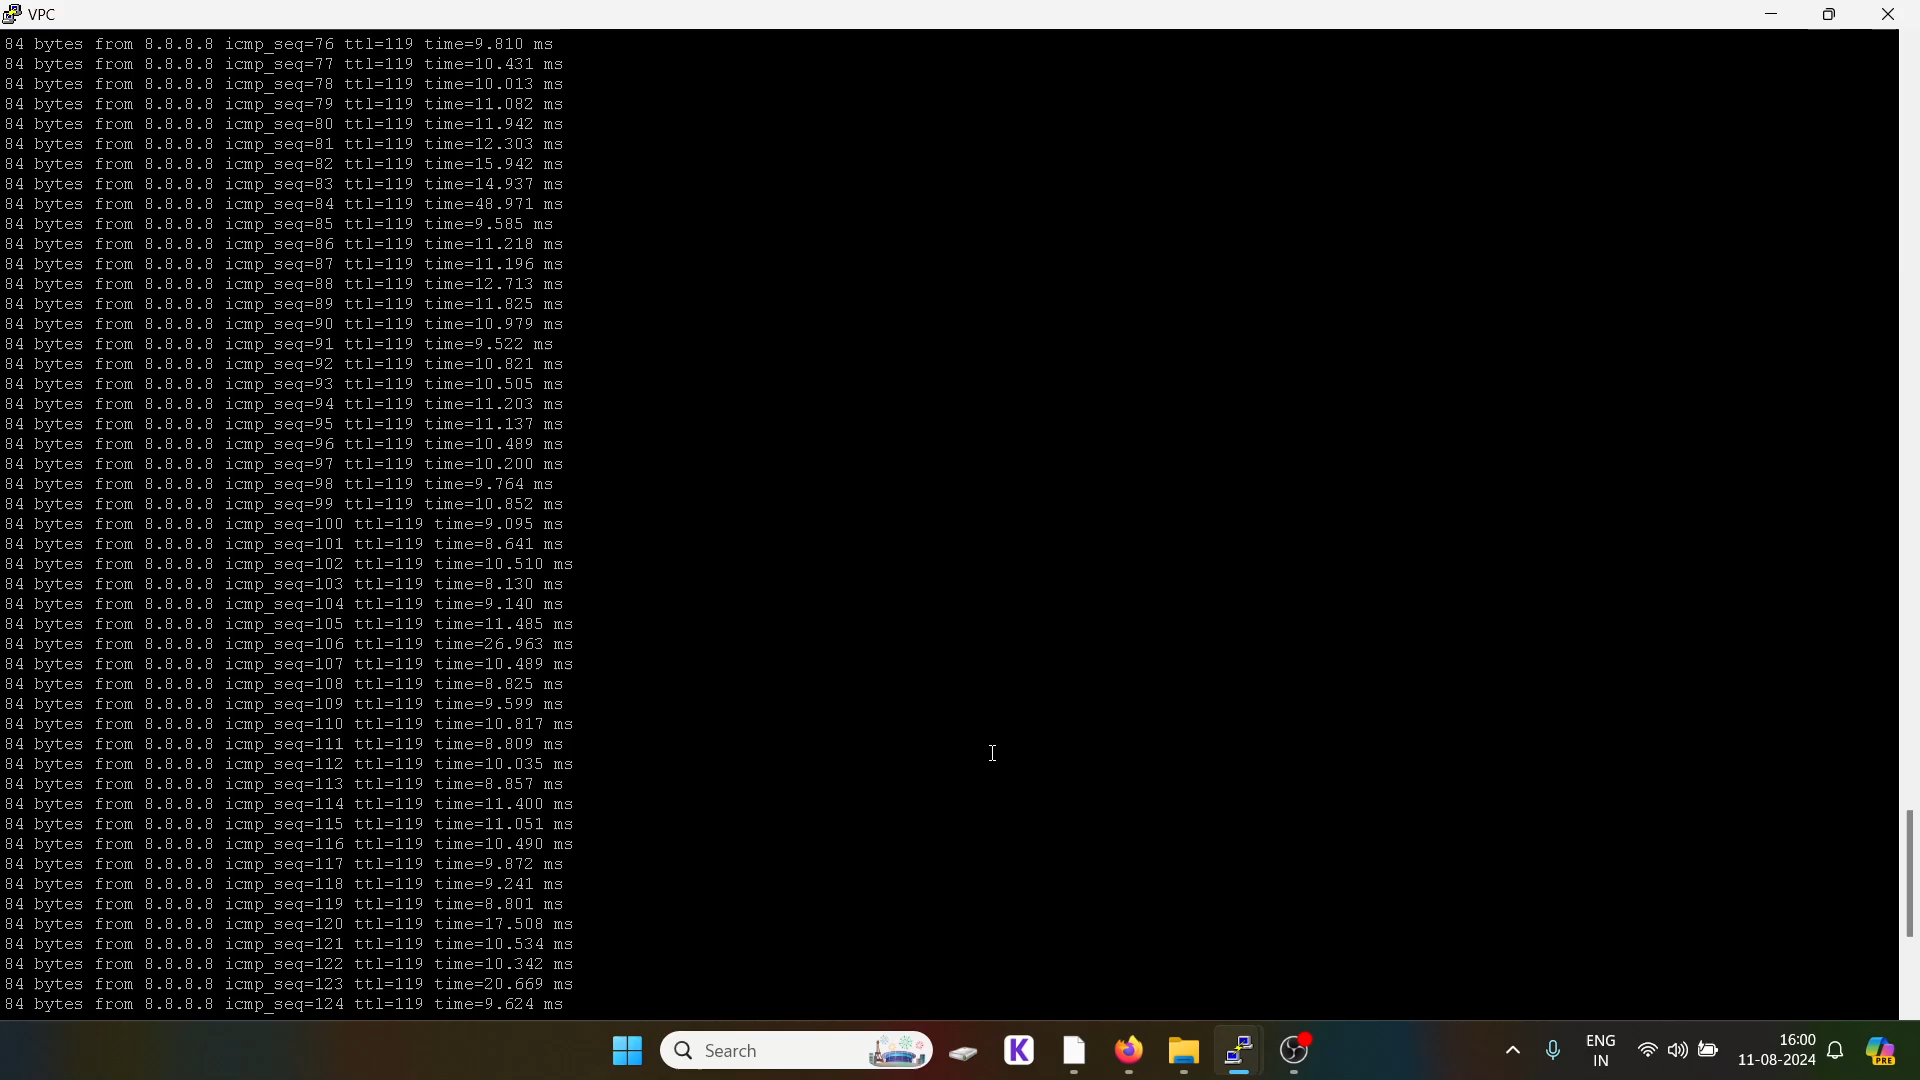 VPC
84 bytes from 8.8.8.8 icmp_seq=76 ttl=119 time=9.810 ms
84 bytes from 8.8.8.8 icmp_seq=77 ttl=119 time=10.431 ms
84 bytes from 8.8.8.8 icmp_seq=78 ttl=119 time=10.013 ms
84 bytes from 8.8.8.8 icmp_seq=79 ttl=119 time=11.082 ms
84 bytes from 8.8.8.8 icmp_seq=80 ttl=119 time=11.942 ms
84 bytes from 8.8.8.8 icmp_seq=81 ttl=119 time=12.303 ms
84 bytes from 8.8.8.8 icmp_seq=82 ttl=119 time=15.942 ms
84 bytes from 8.8.8.8 icmp_seq=83 ttl=119 time=14.937 ms
84 bytes from 8.8.8.8 icmp_seq=84 ttl=119 time=48.971 ms
84 bytes from 8.8.8.8 icmp_seq=85 ttl=119 time=9.585 ms
84 bytes from 8.8.8.8 icmp_seq=86 ttl=119 time=11.218 ms
84 bytes from 8.8.8.8 icmp_seq=87 ttl=119 time=11.196 ms
84 bytes from 8.8.8.8 icmp_seq=88 ttl=119 time=12.713 ms
84 bytes from 8.8.8.8 icmp_seq=89 ttl=119 time=11.825 ms
84 bytes from 8.8.8.8 icmp_seq=90 ttl=119 time=10.979 ms
84 bytes from 8.8.8.8 icmp_seq=91 ttl=119 time=9.522 ms
84 bytes from 8.8.8.8 icmp_seq=92 ttl=119 time=10.821 ms
84 bytes from 8.8.8.8 icmp_seq=93 ttl=119 time=10.505 ms
84 bytes from 8.8.8.8 icmp_seq=94 ttl=119 time=11.203 ms
84 bytes from 8.8.8.8 icmp_seq=95 ttl=119 time=11.137 ms
84 bytes from 8.8.8.8 icmp_seq=96 ttl=119 time=10.489 ms
84 bytes from 8.8.8.8 icmp_seq=97 ttl=119 time=10.200 ms
84 bytes from 8.8.8.8 icmp_seq=98 ttl=119 time=9.764 ms
84 bytes from 8.8.8.8 icmp_seq=99 ttl=119 time=10.852 ms
84 bytes from 8.8.8.8 icmp_seq=100 ttl=119 time=9.095 ms
84 bytes from 8.8.8.8 icmp_seq=101 ttl=119 time=8.641 ms
84 bytes from 8.8.8.8 icmp_seq=102 ttl=119 time=10.510 ms
84 bytes from 8.8.8.8 icmp_seq=103 ttl=119 time=8.130 ms
84 bytes from 8.8.8.8 icmp_seq=104 ttl=119 time=9.140 ms
84 bytes from 8.8.8.8 icmp_seq=105 ttl=119 time=11.485 ms
84 bytes from 8.8.8.8 icmp_seq=106 ttl=119 time=26.963 ms
84 bytes from 8.8.8.8 icmp_seq=107 ttl=119 time=10.489 ms
84 bytes from 8.8.8.8 icmp_seq=108 ttl=119 time=8.825 ms
84 bytes from 8.8.8.8 icmp_seq=109 ttl=119 time=9.599 ms
84 bytes from 8.8.8.8 icmp_seq=110 ttl=119 time=10.817 ms
84 bytes from 8.8.8.8 icmp_seq=111 ttl=119 time=8.809 ms
84 bytes from 8.8.8.8 icmp_seq=112 ttl=119 time=10.035 ms
84 bytes from 8.8.8.8 icmp_seq=113 ttl=119 time=8.857 ms
84 bytes from 8.8.8.8 icmp_seq=114 ttl=119 time=11.400 ms
84 bytes from 8.8.8.8 icmp_seq=115 ttl=119 time=11.051 ms
84 bytes from 8.8.8.8 icmp_seq=116 ttl=119 time=10.490 ms
84 bytes from 8.8.8.8 icmp_seq=117 ttl=119 time=9.872 ms
84 bytes from 8.8.8.8 icmp_seq=118 ttl=119 time=9.241 ms
84 bytes from 8.8.8.8 icmp_seq=119 ttl=119 time=8.801 ms
84 bytes from 8.8.8.8 icmp_seq=120 ttl=119 time=17.508 ms
84 bytes from 8.8.8.8 icmp_seq=121 ttl=119 time=10.534 ms
84 bytes from 8.8.8.8 icmp_seq=122 ttl=119 time=10.342 ms
84 bytes from 8.8.8.8 icmp_seq=123 ttl=119 time=20.669 ms
84 bytes from 8.8.8.8 icmp_seq=124 ttl=119 time=9.624 ms
Search
K
ENG
IN
16:00
11-08-2024
PRE